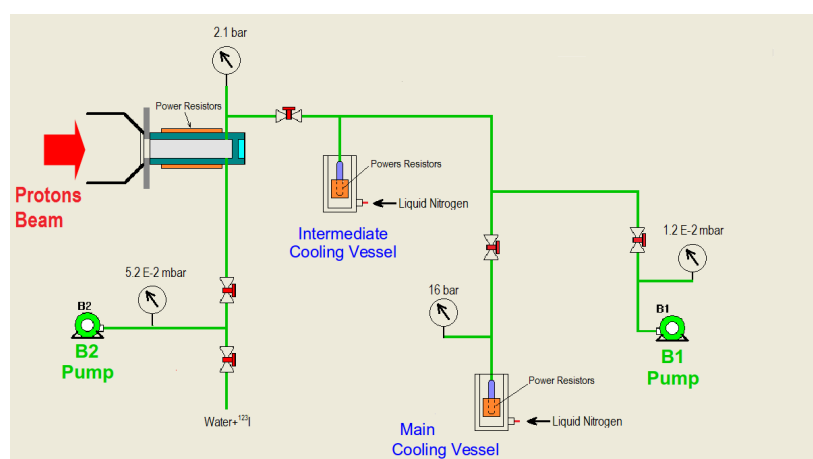 2.1 bar
Power Resistors
Protons
Beam
Powers Resistors
Liquid Nitrogen
Intermediate
Cooling Vessel
1.2 E-2 mbar
5.2 E-2 mbar
16 bar
B2
B2
Pump
B1
B1
Pump
Power Resistors
Liquid Nitrogen
Water+¹²³I
Main
Cooling Vessel